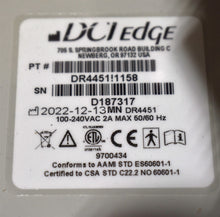 DCI EDGE
705 S. SPRINGBROOK ROAD BUILDING C
NEWBERG, OR 97132 USA
PT #
DR4451!1158
SN
D187317
2022-12-13 MN DR4451
100-240VAC 2A MAX 50/60 Hz
9700434
Conforms to AAMI STD ES60601-1
Certified to CSA STD C22.2 NO 60601-1